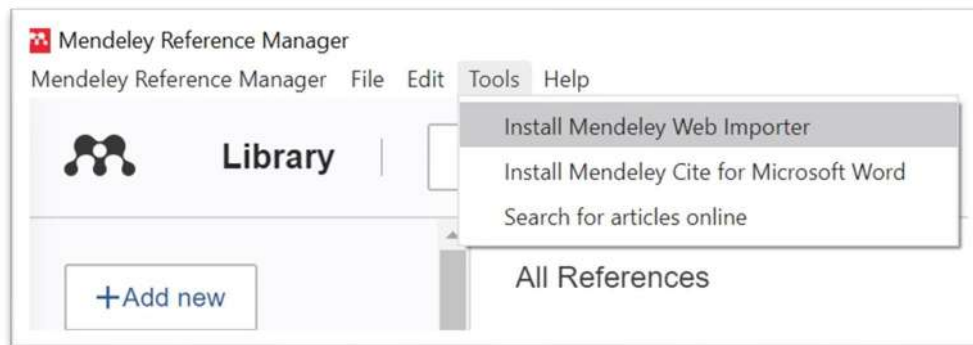 Mendeley Reference Manager
Mendeley Reference Manager File Edit Tools Help
Install Mendeley Web Importer
Library
Install Mendeley Cite for Microsoft Word
Search for articles online
All References
+Add new